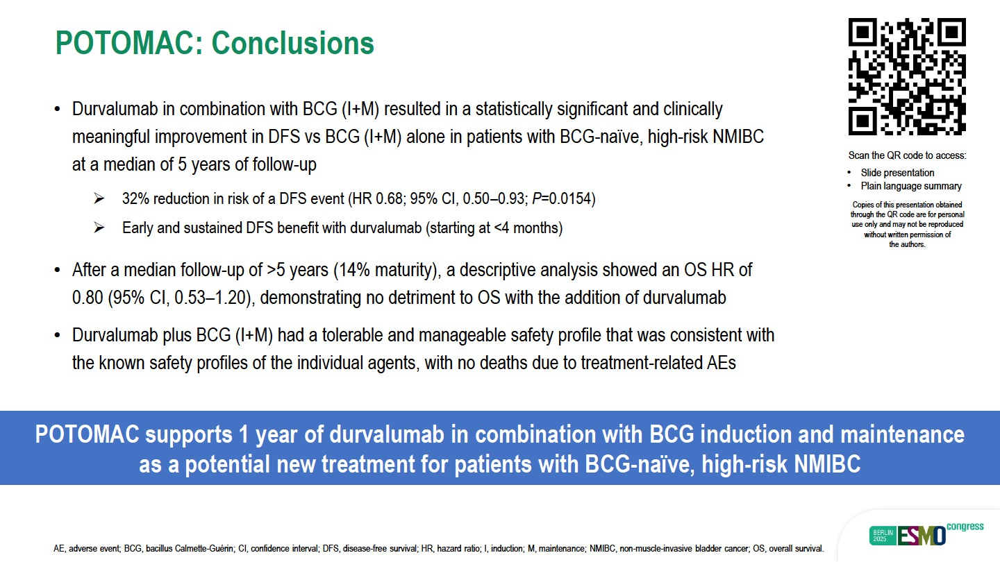 POTOMAC: Conclusions
• Durvalumab in combination with BCG (I+M) resulted in a statistically significant and clinically
meaningful improvement in DFS vs BCG (I+M) alone in patients with BCG-naïve, high-risk NMIBC
at a median of 5 years of follow-up
➢ 32% reduction in risk of a DFS event (HR 0.68; 95% CI, 0.50–0.93; P=0.0154)
➢ Early and sustained DFS benefit with durvalumab (starting at <4 months)
• After a median follow-up of >5 years (14% maturity), a descriptive analysis showed an OS HR of
0.80 (95% CI, 0.53–1.20), demonstrating no detriment to OS with the addition of durvalumab
• Durvalumab plus BCG (I+M) had a tolerable and manageable safety profile that was consistent with
the known safety profiles of the individual agents, with no deaths due to treatment-related AEs
Scan the QR code to access:
• Slide presentation
• Plain language summary
Copies of this presentation obtained
through the QR code are for personal
use only and may not be reproduced
without written permission of
the authors.
POTOMAC supports 1 year of durvalumab in combination with BCG induction and maintenance
as a potential new treatment for patients with BCG-naïve, high-risk NMIBC
AE, adverse event; BCG, bacillus Calmette-Guérin; CI, confidence interval; DFS, disease-free survival; HR, hazard ratio; I, induction; M, maintenance; NMIBC, non-muscle-invasive bladder cancer; OS, overall survival.
BERLIN
2025
ESMO congress